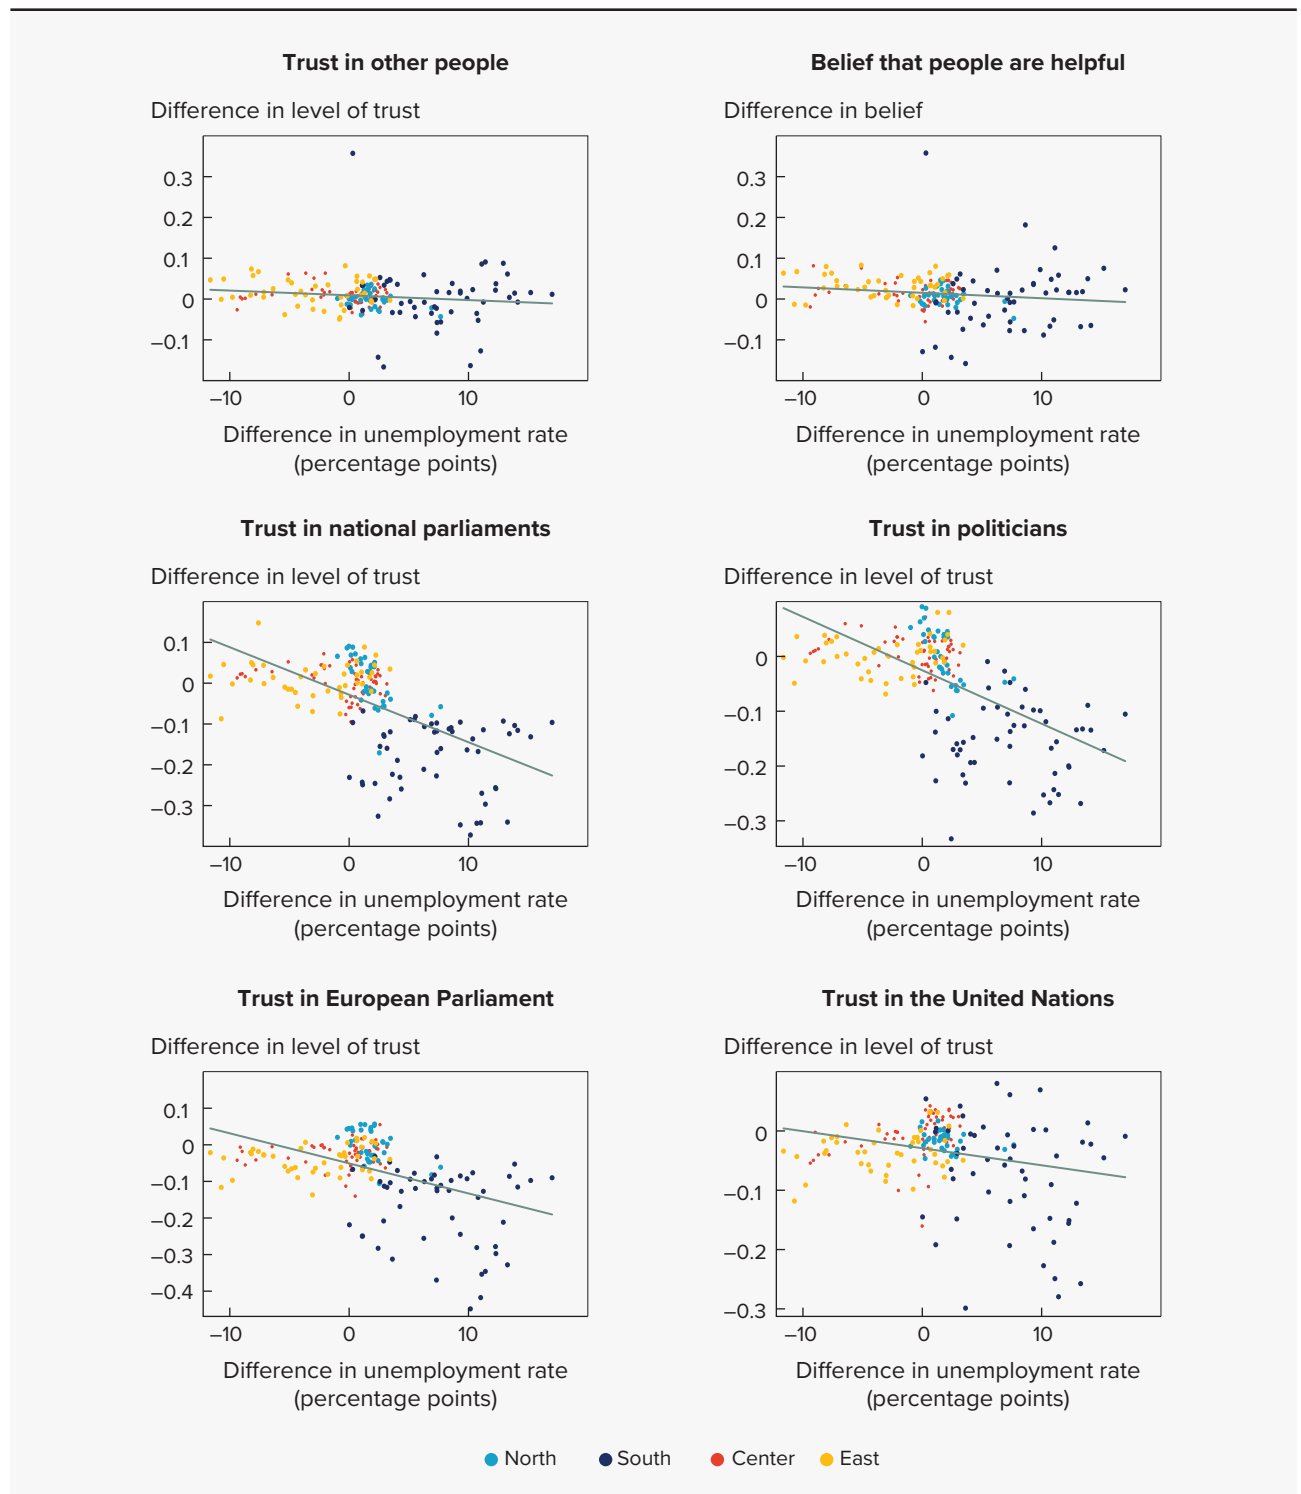 Trust in other people
Difference in level of trust
0.3
0.2
0.1
0
–0.1
–10 0 10
Difference in unemployment rate
(percentage points)
Belief that people are helpful
Difference in belief
0.3
0.2
0.1
0
–0.1
–10 0 10
Difference in unemployment rate
(percentage points)
Trust in national parliaments
Difference in level of trust
0.1
0
–0.1
–0.2
–0.3
–10 0 10
Difference in unemployment rate
(percentage points)
Trust in politicians
Difference in level of trust
0
–0.1
–0.2
–0.3
–10 0 10
Difference in unemployment rate
(percentage points)
Trust in European Parliament
Difference in level of trust
0.1
0
–0.1
–0.2
–0.3
–0.4
–10 0 10
Difference in unemployment rate
(percentage points)
Trust in the United Nations
Difference in level of trust
0
–0.1
–0.2
–0.3
–10 0 10
Difference in unemployment rate
(percentage points)
North South Center East